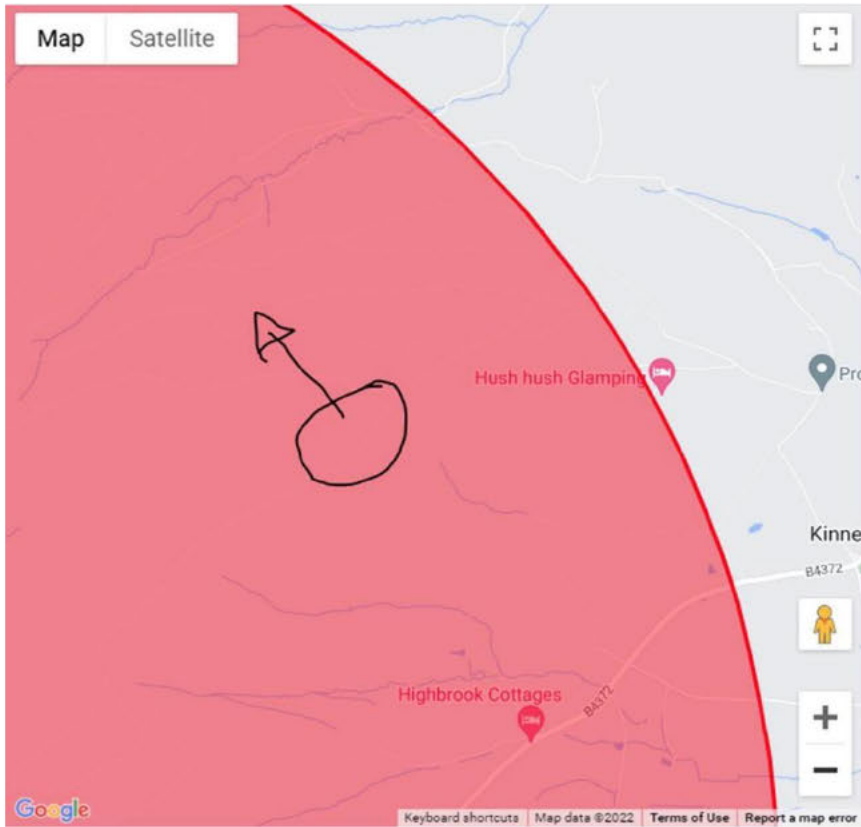 Map Satellite
Hush hush Glamping
Pro
Kinne
B4372
Highbrook Cottages
B4372
Google
Keyboard shortcuts Map data ©2022 Terms of Use Report a map error